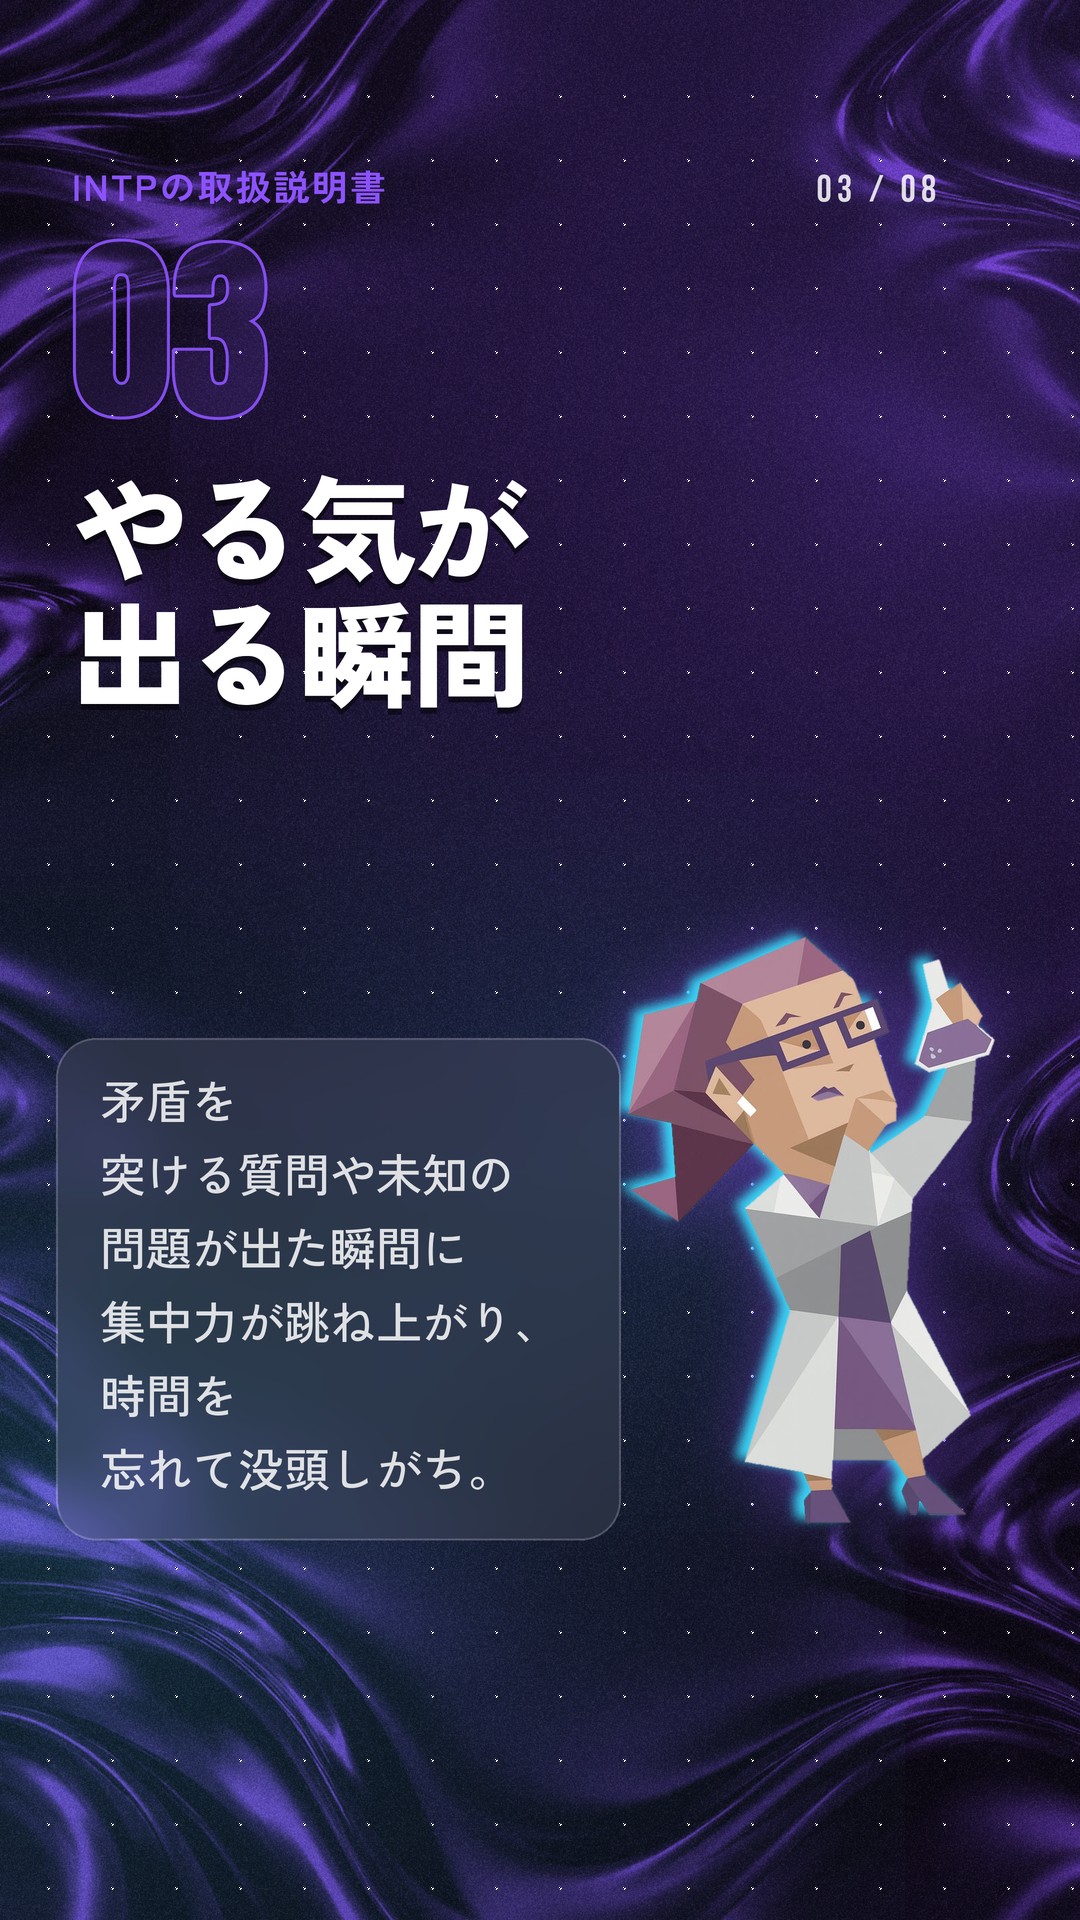 INTPの取扱説明書
03 / 08
03
やる気が
出る瞬間
矛盾を
突ける質問や未知の
問題が出た瞬間に
集中力が跳ね上がり、
時間を
忘れて没頭しがち。